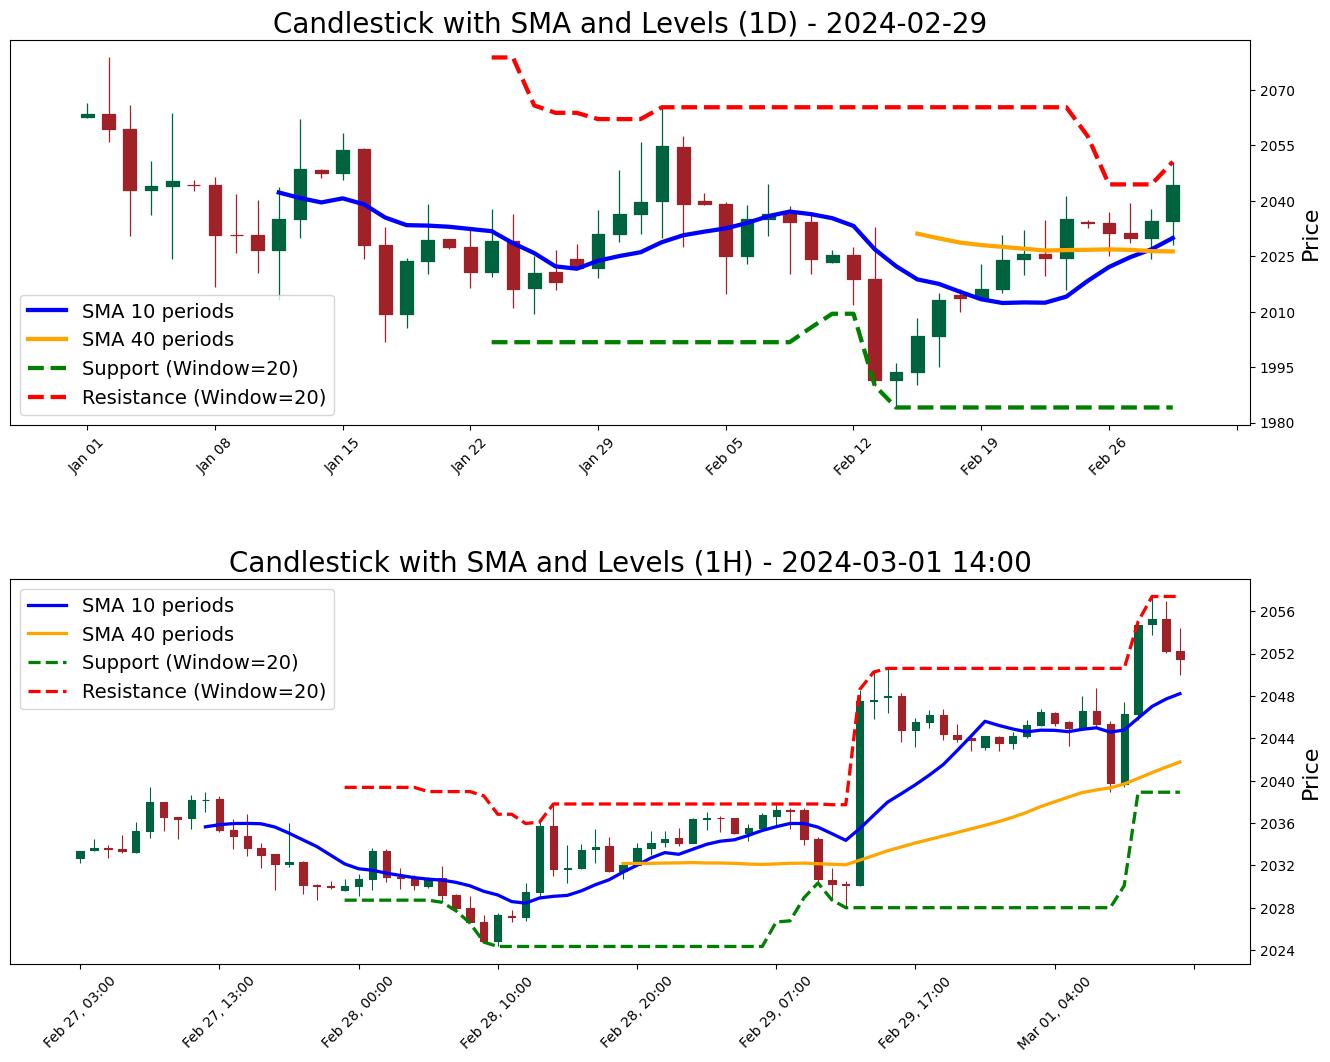 Candlestick with SMA and Levels (1D) - 2024-02-29
SMA 10 periods
SMA 40 periods
Support (Window=20)
Resistance (Window=20)
2070
2055
2040
2025
2010
1995
1980
Price
Jan 01
Jan 08
Jan 15
Jan 22
Jan 29
Feb 05
Feb 12
Feb 19
Feb 26
Candlestick with SMA and Levels (1H) - 2024-03-01 14:00
SMA 10 periods
SMA 40 periods
Support (Window=20)
Resistance (Window=20)
2056
2052
2048
2044
2040
2036
2032
2028
2024
Price
Feb 27, 03:00
Feb 27, 13:00
Feb 28, 00:00
Feb 28, 10:00
Feb 28, 20:00
Feb 29, 07:00
Feb 29, 17:00
Mar 01, 04:00